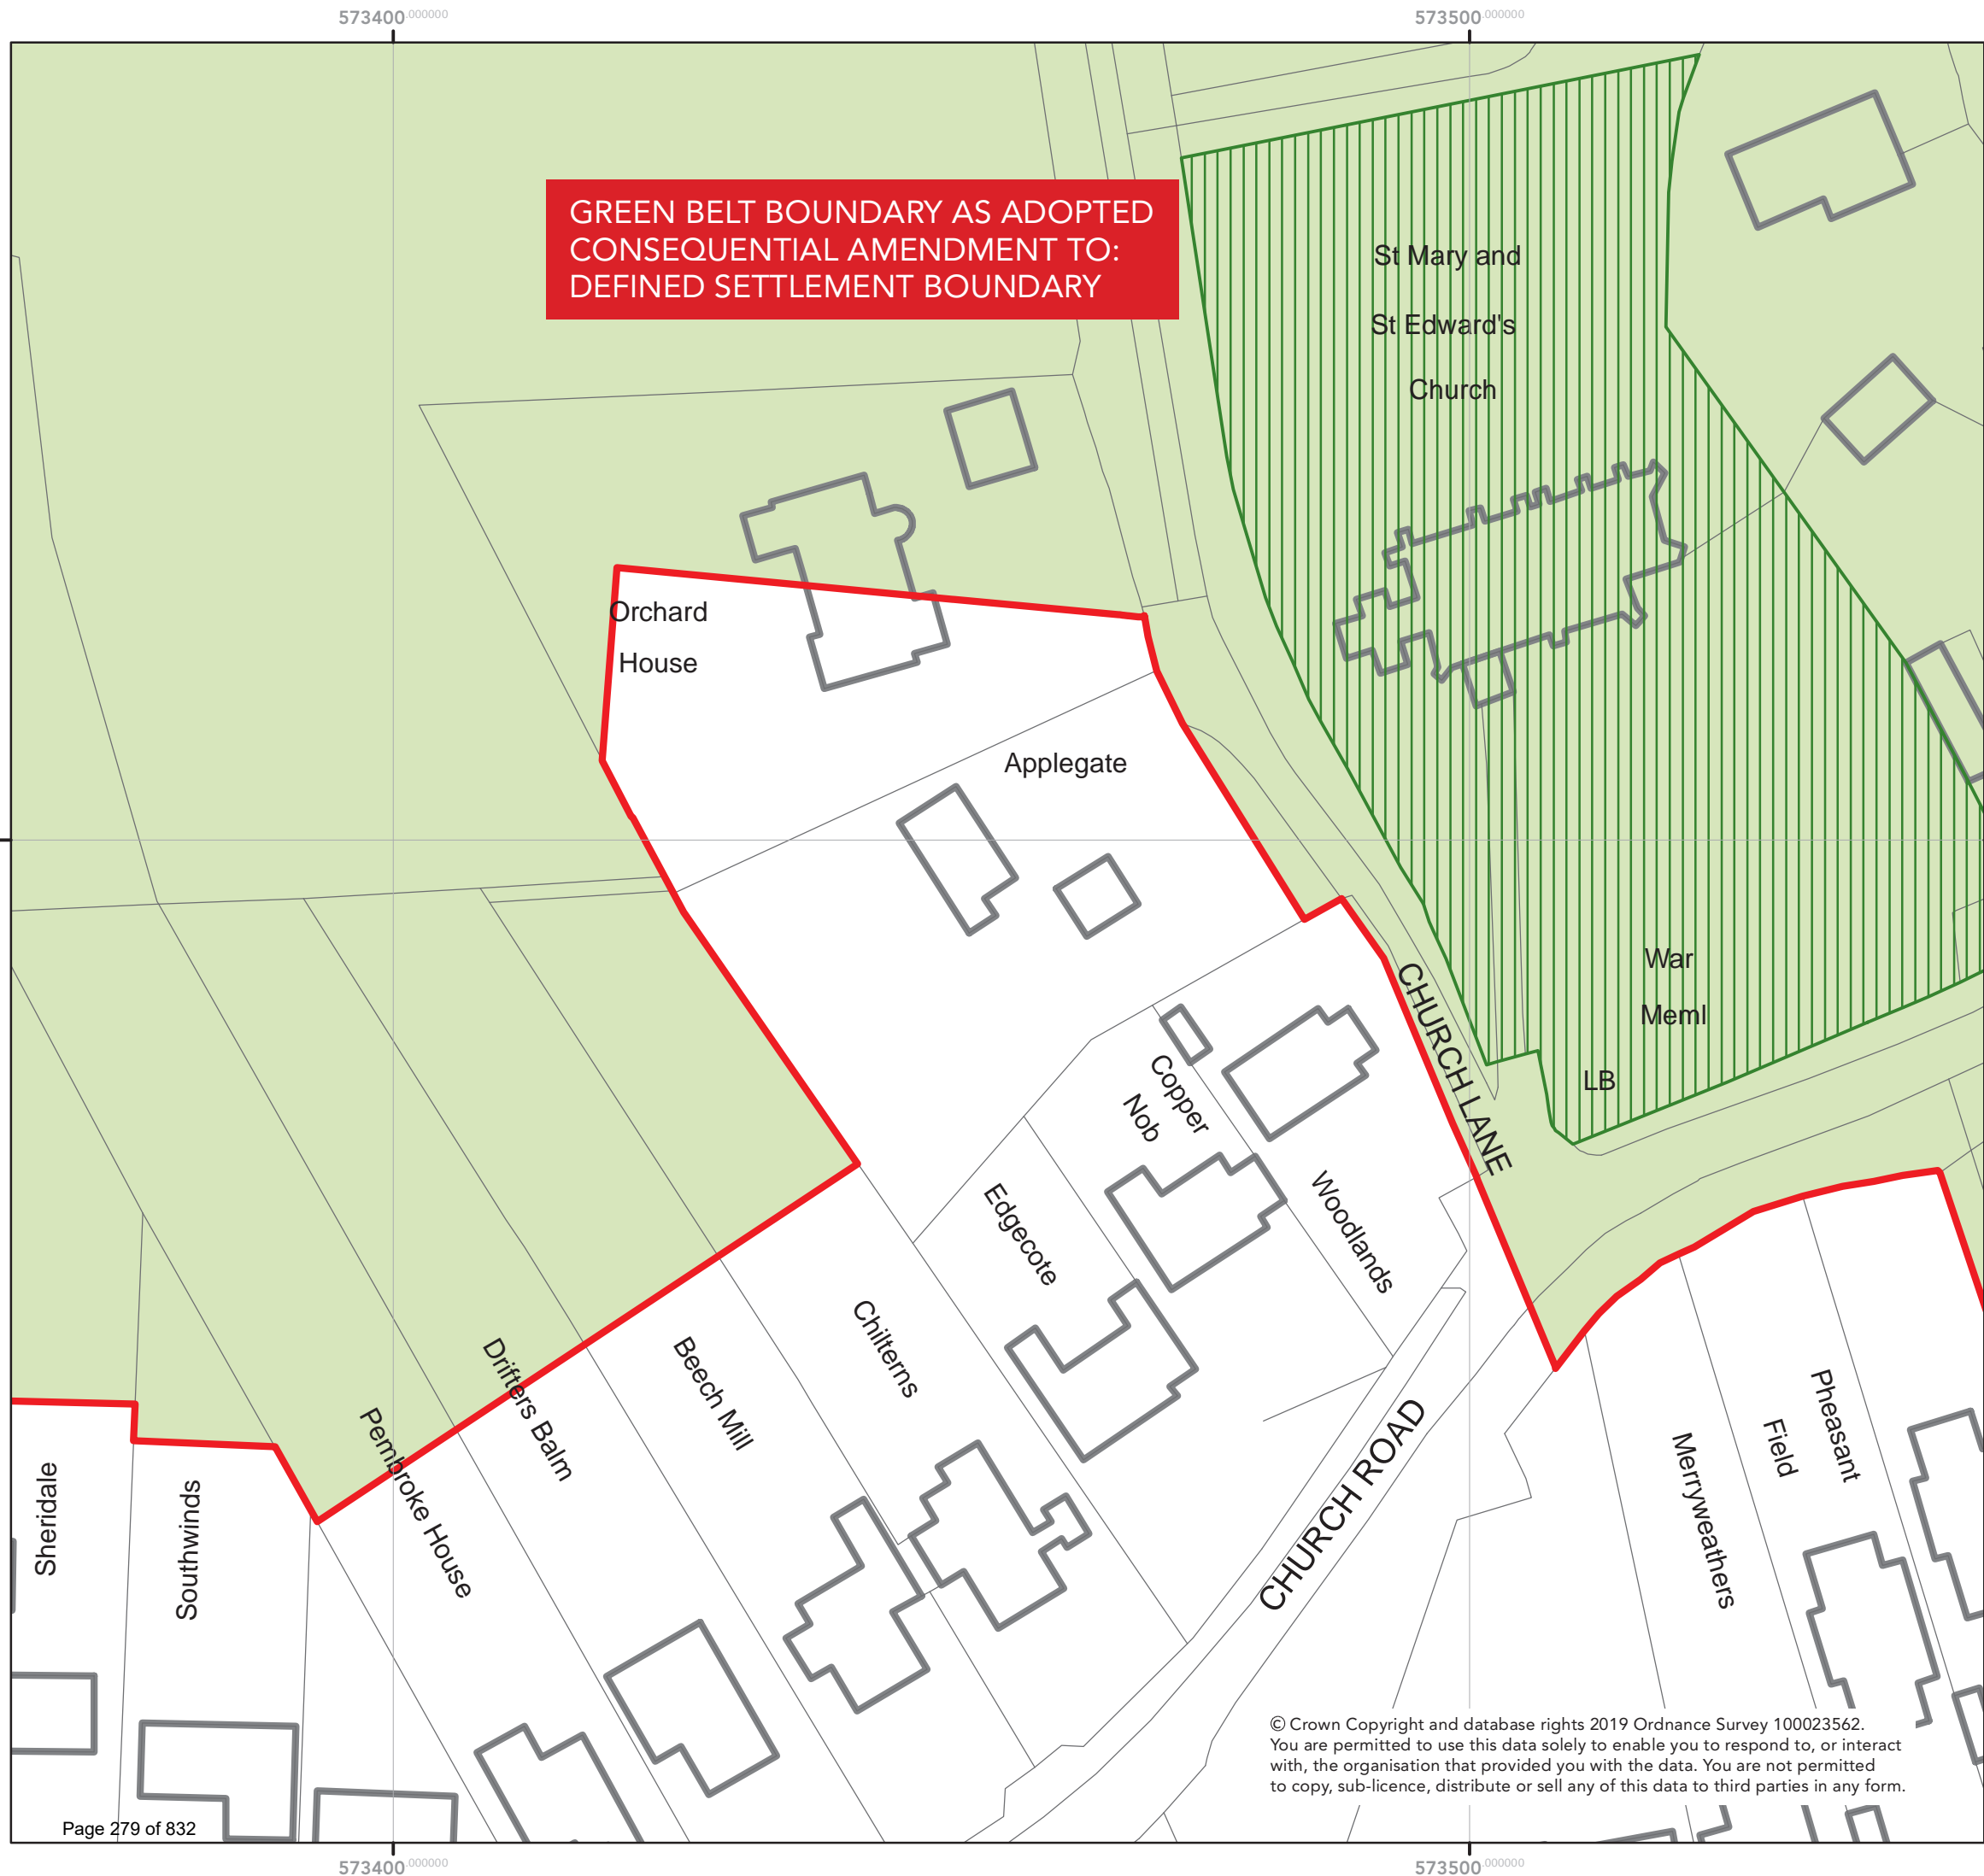 573400.000000
573500.000000
GREEN BELT BOUNDARY AS ADOPTED
CONSEQUENTIAL AMENDMENT TO:
DEFINED SETTLEMENT BOUNDARY
St Mary and
St Edward's
Church
Orchard
House
Applegate
War
Meml
LB
CHURCH LANE
Copper
Nob
Woodlands
Edgecote
Chilterns
Beech Mill
Drifters Balm
Pembroke House
Southwinds
Sheridale
CHURCH ROAD
Merryweathers
Pheasant
Field
© Crown Copyright and database rights 2019 Ordnance Survey 100023562.
You are permitted to use this data solely to enable you to respond to, or interact
with, the organisation that provided you with the data. You are not permitted
to copy, sub-licence, distribute or sell any of this data to third parties in any form.
Page 279 of 832
573400.000000
573500.000000